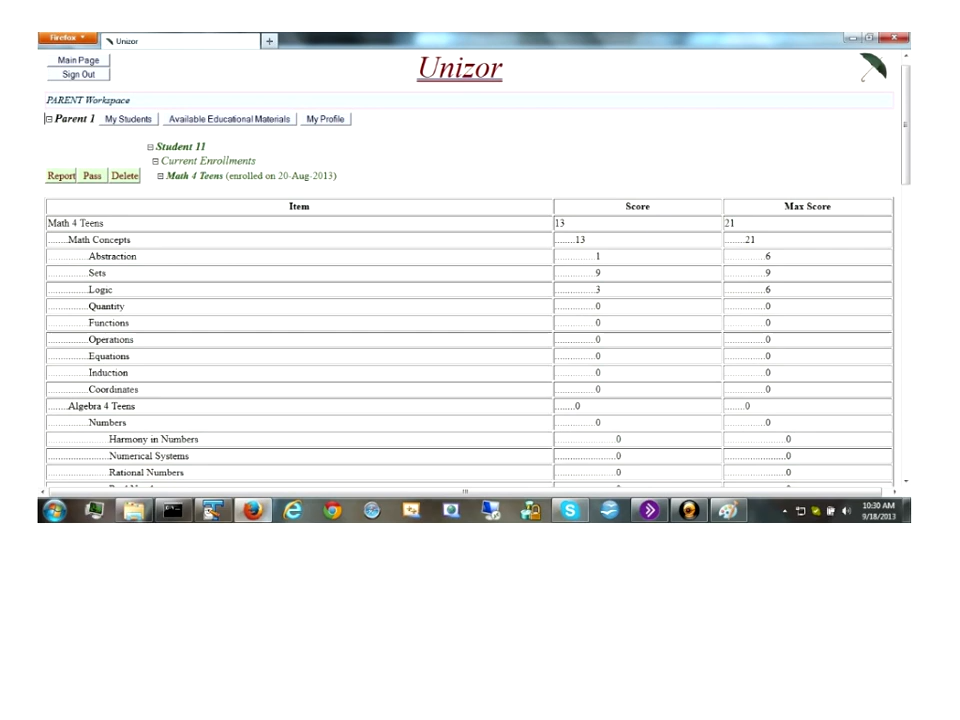 Firefox
Unizor
+
Main Page
Sign Out
Unizor
PARENT Workspace
Parent 1 My Students Available Educational Materials My Profile
Student 11
Current Enrollments
Report Pass Delete Math 4 Teens (enrolled on 20-Aug-2013)
Item Score Max Score
Math 4 Teens 13 21
........Math Concepts ........13 ........21
................Abstraction ................1 ................6
................Sets ................9 ................9
................Logic ................3 ................6
................Quantity ................0 ................0
................Functions ................0 ................0
................Operations ................0 ................0
................Equations ................0 ................0
................Induction ................0 ................0
................Coordinates ................0 ................0
........Algebra 4 Teens ........0 ........0
................Numbers ................0 ................0
........................Harmony in Numbers ........................0 ........................0
........................Numerical Systems ........................0 ........................0
........................Rational Numbers ........................0 ........................0
10:30 AM
9/18/2013